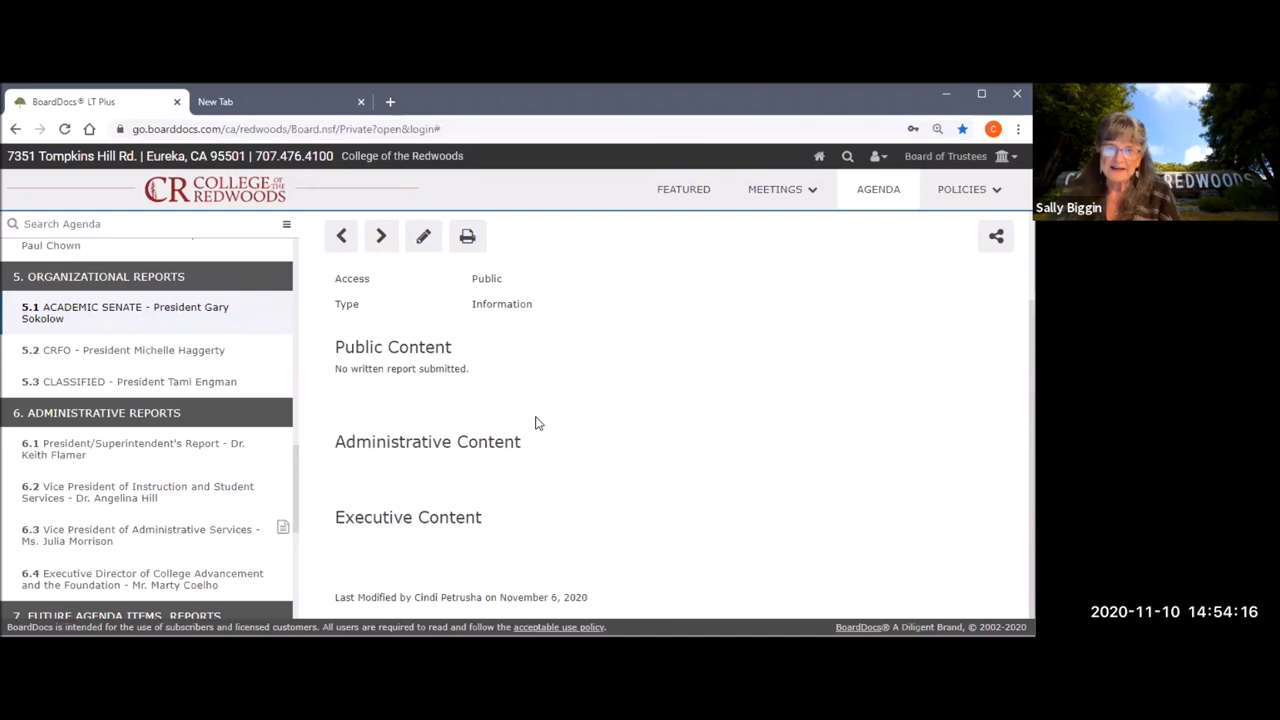 BoardDocs® LT Plus
New Tab
go.boarddocs.com/ca/redwoods/Board.nsf/Private?open&login#
7351 Tompkins Hill Rd. | Eureka, CA 95501 | 707.476.4100 College of the Redwoods
Board of Trustees
CR COLLEGE OF THE REDWOODS
FEATURED MEETINGS AGENDA POLICIES
Search Agenda
Paul Chown
5. ORGANIZATIONAL REPORTS
5.1 ACADEMIC SENATE - President Gary
Sokolow
5.2 CRFO - President Michelle Haggerty
5.3 CLASSIFIED - President Tami Engman
6. ADMINISTRATIVE REPORTS
6.1 President/Superintendent's Report - Dr.
Keith Flamer
6.2 Vice President of Instruction and Student
Services - Dr. Angelina Hill
6.3 Vice President of Administrative Services -
Ms. Julia Morrison
6.4 Executive Director of College Advancement
and the Foundation - Mr. Marty Coelho
7. FUTURE AGENDA ITEMS, REPORTS
Access Public
Type Information
Public Content
No written report submitted.
Administrative Content
Executive Content
Last Modified by Cindi Petrusha on November 6, 2020
BoardDocs is intended for the use of subscribers and licensed customers. All users are required to read and follow the acceptable use policy.
BoardDocs® A Diligent Brand, © 2002-2020
C
REDWOODS
Sally Biggin
2020-11-10 14:54:16